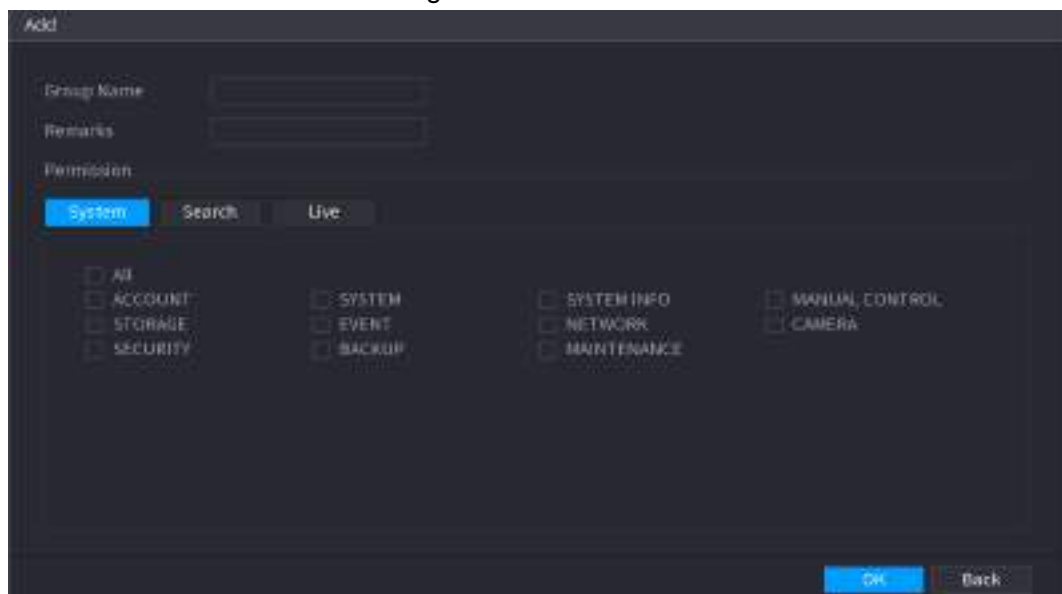 Add
Group Name
Remarks
Permission
System Search Live
All
ACCOUNT SYSTEM SYSTEM INFO MANUAL CONTROL
STORAGE EVENT NETWORK CAMERA
SECURITY BACKUP MAINTENANCE
OK Back